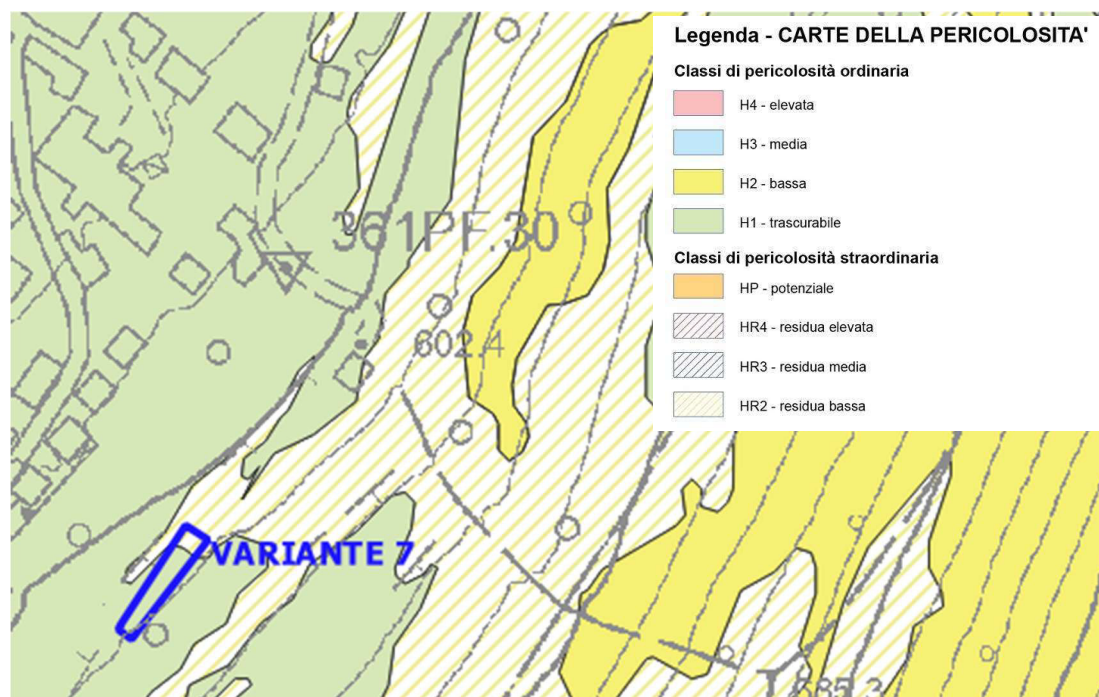 Legenda - CARTE DELLA PERICOLOSITA'
Classi di pericolosità ordinaria
H4 - elevata
H3 - media
H2 - bassa
H1 - trascurabile
Classi di pericolosità straordinaria
HP - potenziale
HR4 - residua elevata
HR3 - residua media
HR2 - residua bassa
361PF.30
602.4
VARIANTE 7